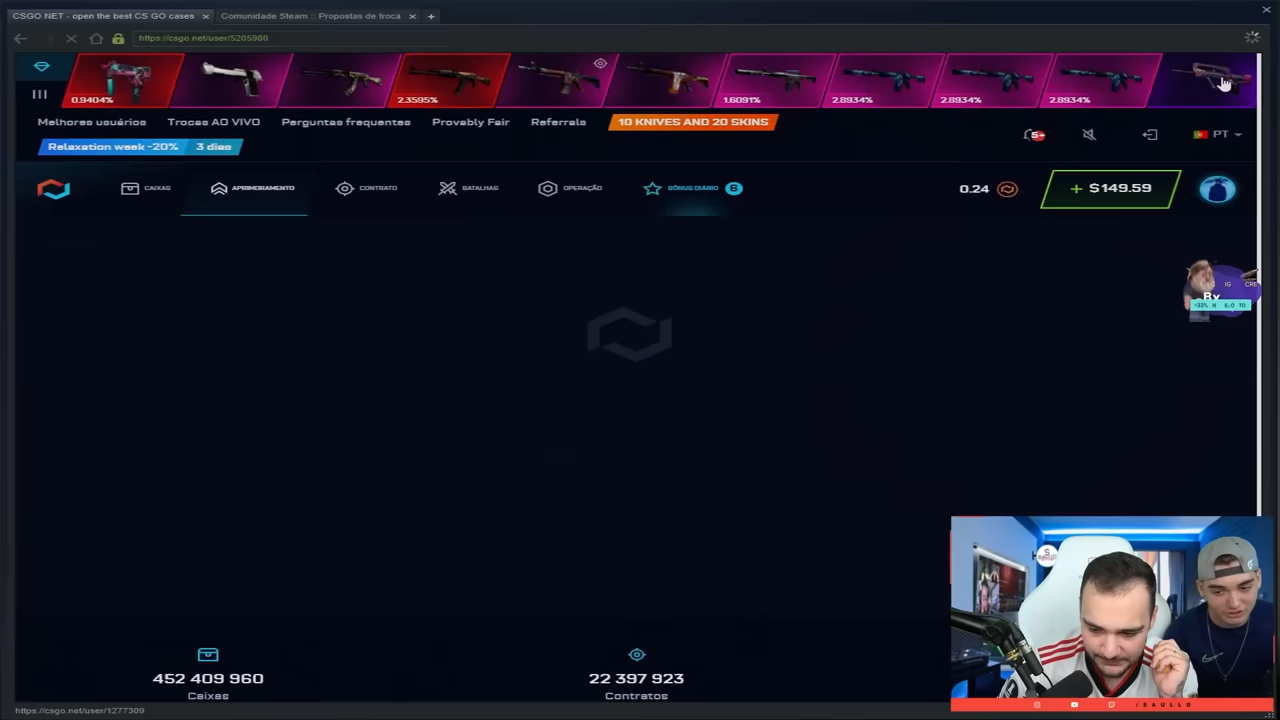 CSGO NET - open the best CS GO cases
Comunidade Steam :: Propostas de troca
https://csgo.net/user/5205980
0.9404%
2.3595%
1.6091%
2.8934%
2.8934%
2.8934%
Melhores usuários
Trocas AO VIVO
Perguntas frequentes
Provably Fair
Referrals
10 KNIVES AND 20 SKINS
5+
PT
Relaxation week -20%
3 dias
CAIXAS
APRIMORAMENTO
CONTRATO
BATALHAS
OPERAÇÃO
BÔNUS DIÁRIO
6
0.24
+ $149.59
IG
452 409 960
Caixas
22 397 923
Contratos
/SAULLO
https://csgo.net/user/1277309